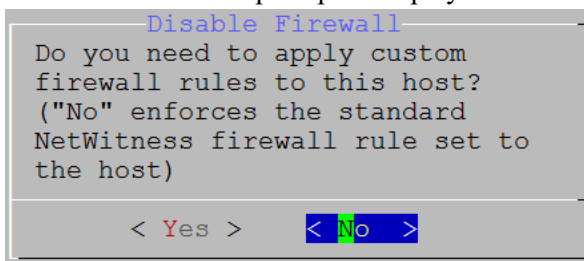 Disable Firewall
Do you need to apply custom
firewall rules to this host?
("No" enforces the standard
NetWitness firewall rule set to
the host)
< Yes > < No >